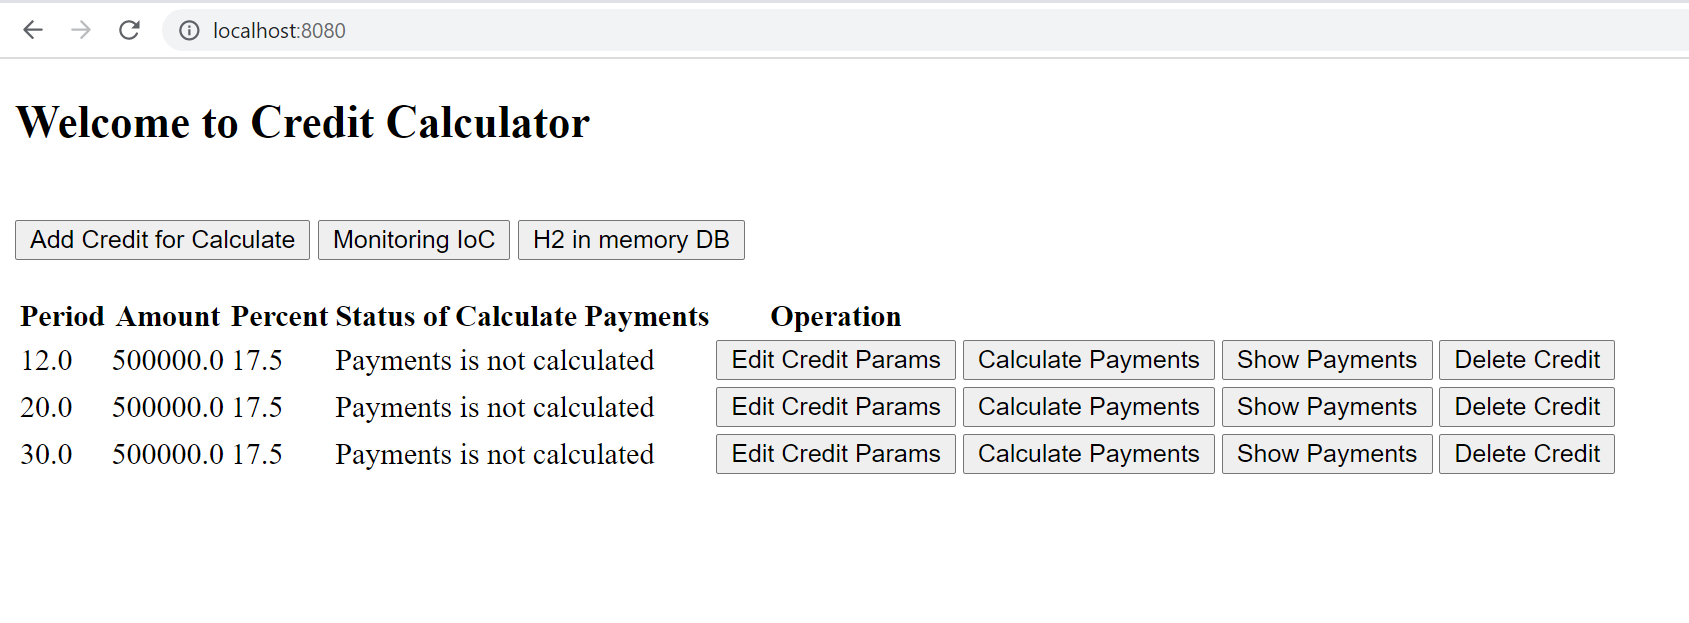 localhost:8080
Welcome to Credit Calculator
Add Credit for Calculate Monitoring IoC H2 in memory DB
Period Amount Percent Status of Calculate Payments Operation
12.0 500000.0 17.5 Payments is not calculated Edit Credit Params Calculate Payments Show Payments Delete Credit
20.0 500000.0 17.5 Payments is not calculated Edit Credit Params Calculate Payments Show Payments Delete Credit
30.0 500000.0 17.5 Payments is not calculated Edit Credit Params Calculate Payments Show Payments Delete Credit